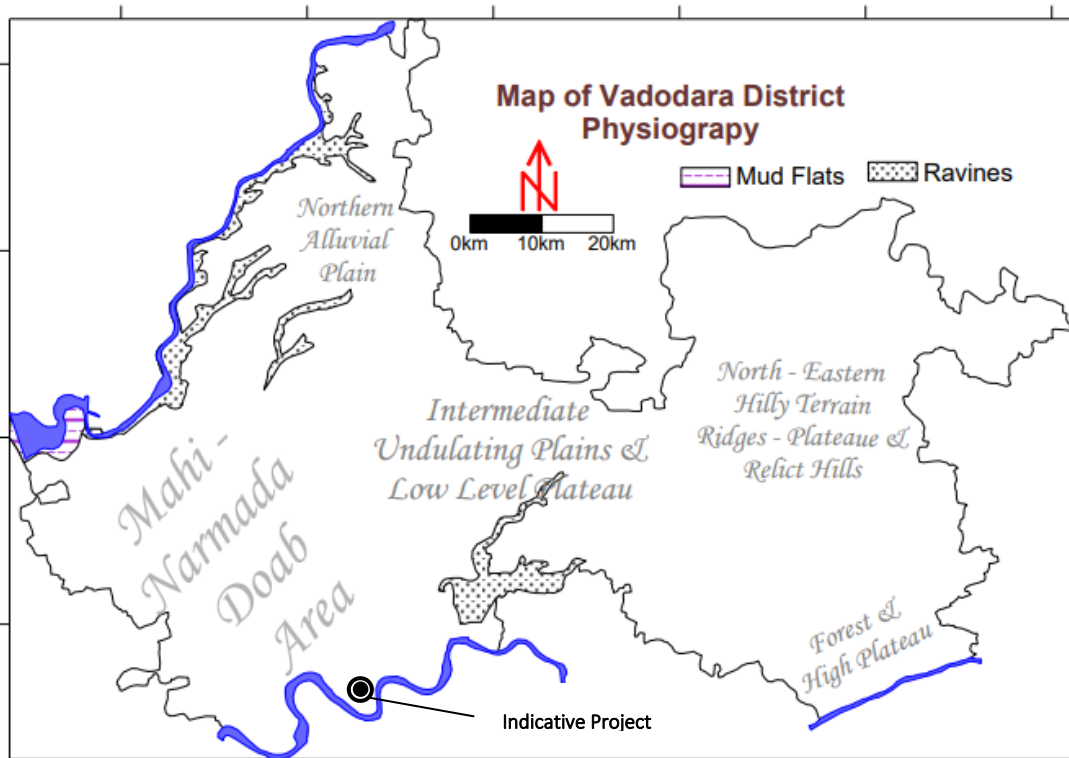 Map of Vadodara District
Physiograpy
N
Mud Flats
Ravines
0km 10km 20km
Northern
Alluvial
Plain
North - Eastern
Hilly Terrain
Ridges - Plateaue &
Relict Hills
Intermediate
Undulating Plains &
Low Level Plateau
Mahi -
Narmada
Doab
Area
Forest &
High Plateau
Indicative Project